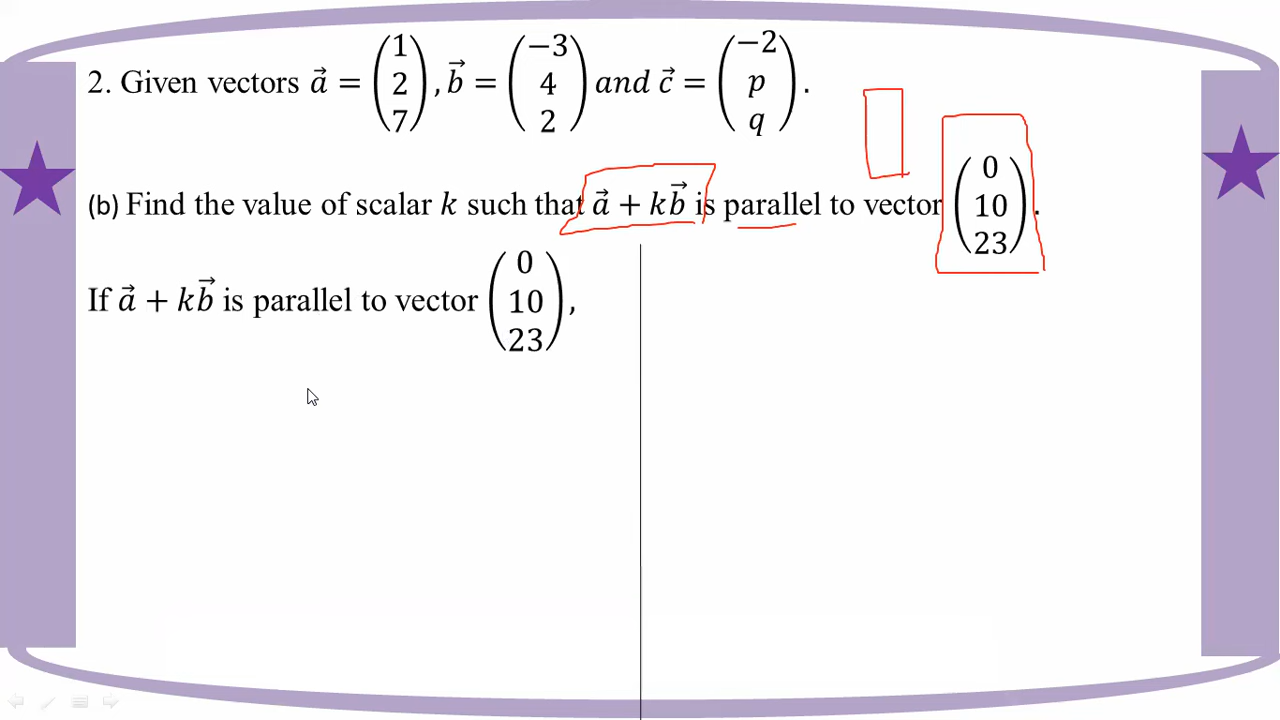 2. Given vectors a⃗ = (1 2 7), b⃗ = (−3 4 2) and c⃗ = (−2 p q).
(b) Find the value of scalar k such that a⃗ + kb⃗ is parallel to vector (0 10 23).
If a⃗ + kb⃗ is parallel to vector (0 10 23),